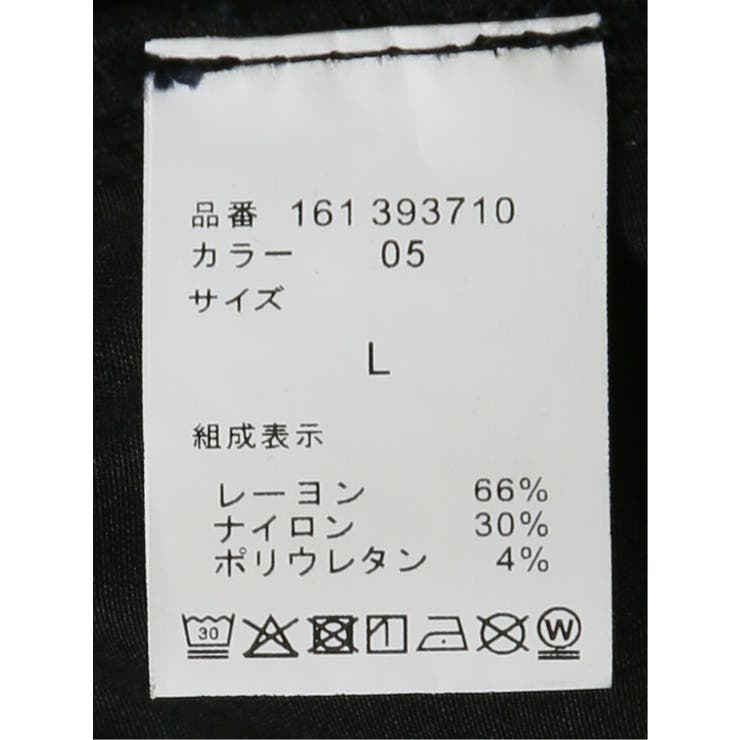 品番 161 393710
カラー 05
サイズ
L
組成表示
レーヨン 66%
ナイロン 30%
ポリウレタン 4%
30 W